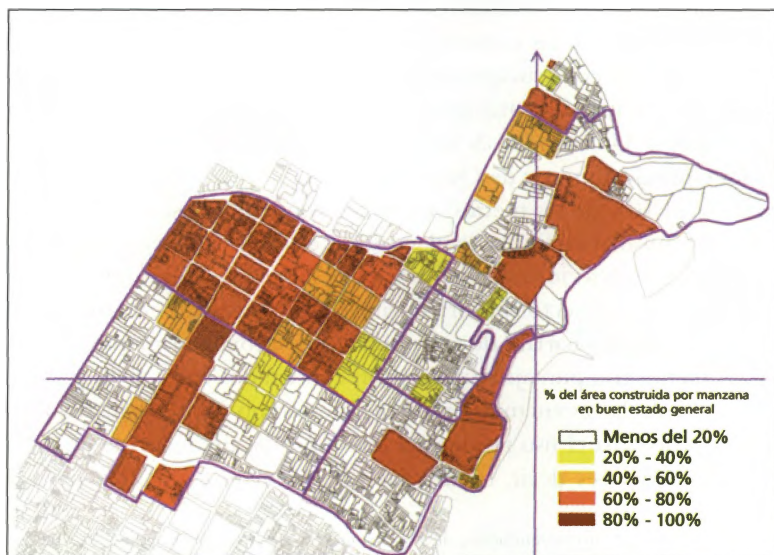 % del área construida por manzana
en buen estado general
Menos del 20%
20% - 40%
40% - 60%
60% - 80%
80% - 100%